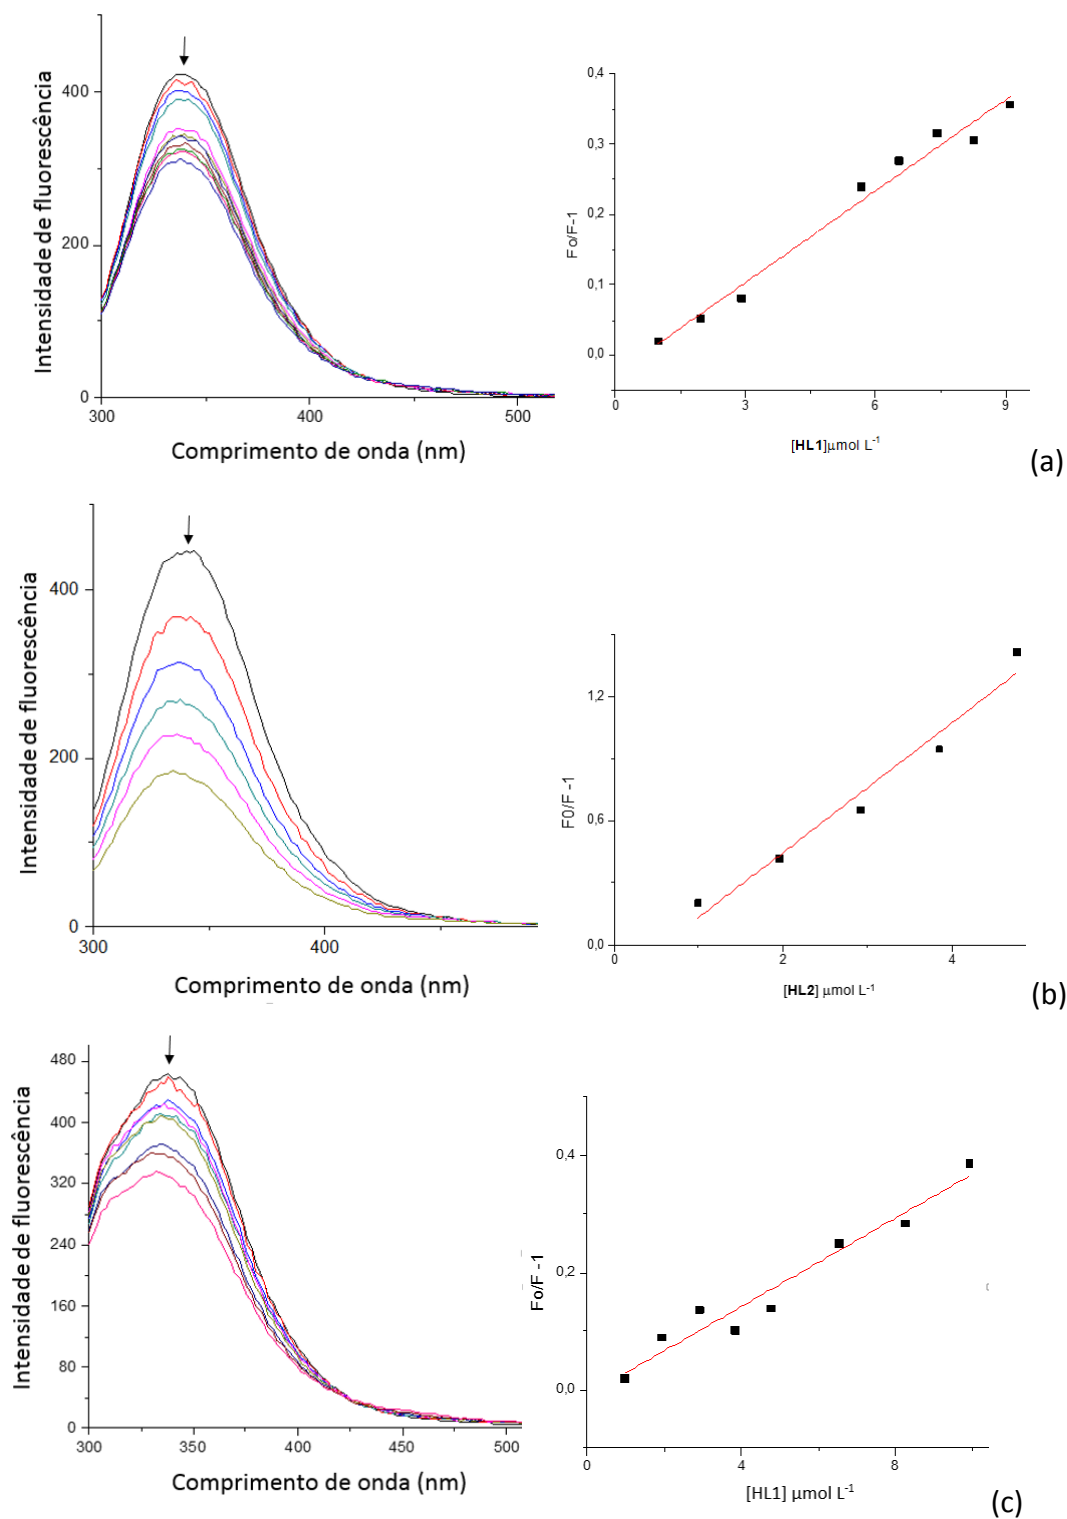 Intensidade de fluorescência
400
200
0
300
400
500
Comprimento de onda (nm)
Fo/F-1
0,4
0,3
0,2
0,1
0,0
0
3
6
9
[HL1]µmol L-1
(a)
Intensidade de fluorescência
400
200
0
300
400
Comprimento de onda (nm)
F0/F -1
1,2
0,6
0,0
0
2
4
[HL2] µmol L-1
(b)
Intensidade de fluorescência
480
400
320
240
160
80
0
300
350
400
450
500
Comprimento de onda (nm)
Fo/F -1
0,4
0,2
0,0
0
4
8
[HL1] µmol L-1
(c)